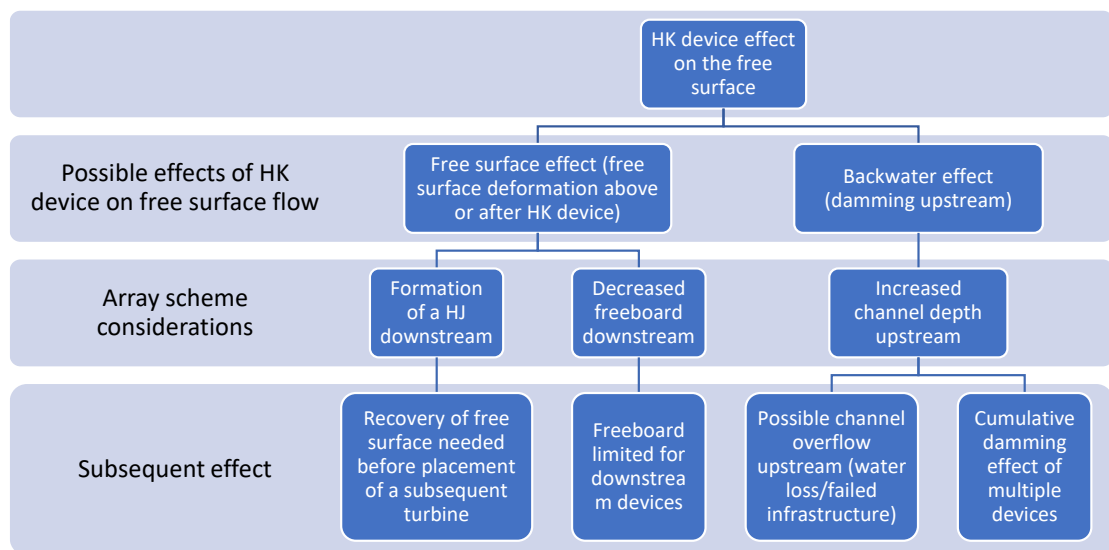 HK device effect
on the free
surface
Possible effects of HK
device on free surface flow
Free surface effect (free
surface deformation above
or after HK device)
Backwater effect
(damming upstream)
Array scheme
considerations
Formation
of a HJ
downstream
Decreased
freeboard
downstream
Increased
channel depth
upstream
Subsequent effect
Recovery of free
surface needed
before placement
of a subsequent
turbine
Freeboard
limited for
downstrea
m devices
Possible channel
overflow
upstream (water
loss/failed
infrastructure)
Cumulative
damming
effect of
multiple
devices